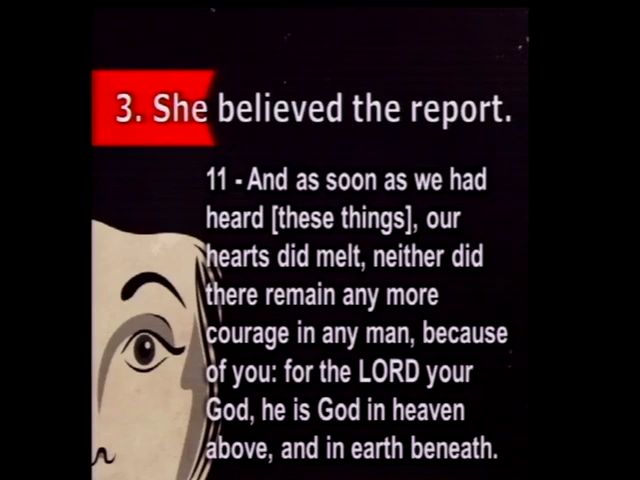 3. She believed the report.
11 - And as soon as we had
heard [these things], our
hearts did melt, neither did
there remain any more
courage in any man, because
of you: for the LORD your
God, he is God in heaven
above, and in earth beneath.